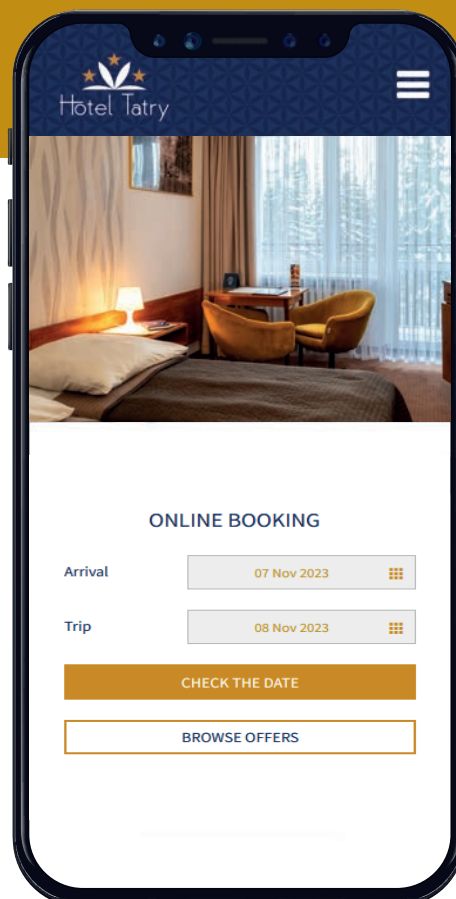 Hotel Tatry
ONLINE BOOKING
Arrival
07 Nov 2023
Trip
08 Nov 2023
CHECK THE DATE
BROWSE OFFERS